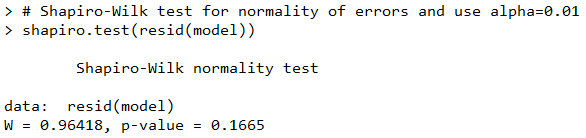 > # Shapiro-Wilk test for normality of errors and use alpha=0.01
> shapiro.test(resid(model))
Shapiro-Wilk normality test
data:  resid(model)
W = 0.96418, p-value = 0.1665